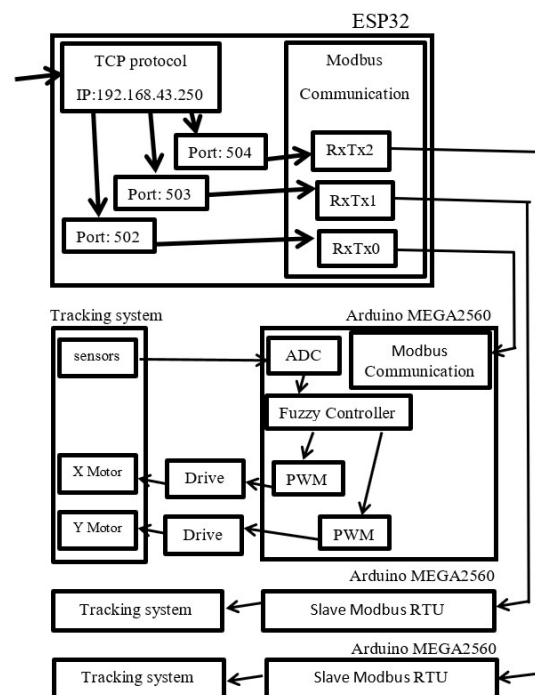 ESP32
TCP protocol
IP:192.168.43.250
Modbus
Communication
Port: 504
RxTx2
Port: 503
RxTx1
Port: 502
RxTx0
Tracking system
Arduino MEGA2560
sensors
ADC
Modbus
Communication
Fuzzy Controller
X Motor
Drive
PWM
Y Motor
Drive
PWM
Arduino MEGA2560
Tracking system
Slave Modbus RTU
Arduino MEGA2560
Tracking system
Slave Modbus RTU